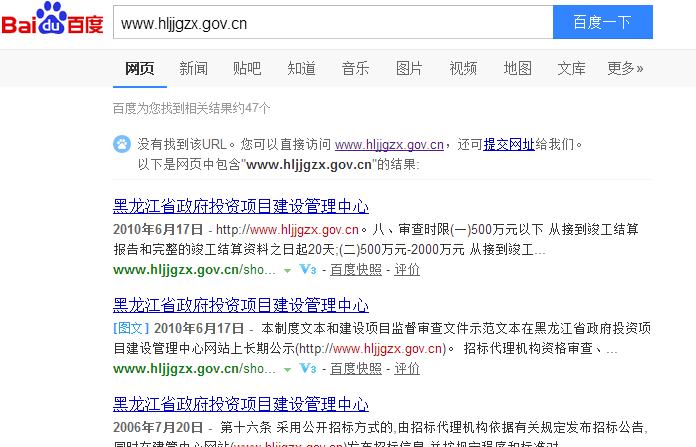 Bai du 百度
www.hljjgzx.gov.cn
百度一下
网页 新闻 贴吧 知道 音乐 图片 视频 地图 文库 更多»
百度为您找到相关结果约47个
没有找到该URL。您可以直接访问 www.hljjgzx.gov.cn，还可提交网址给我们。
以下是网页中包含"www.hljjgzx.gov.cn"的结果:
黑龙江省政府投资项目建设管理中心
2010年6月17日 - http://www.hljjgzx.gov.cn。八、审查时限(一)500万元以下 从接到竣工结算
报告和完整的竣工结算资料之日起20天;(二)500万元-2000万元 从接到竣工...
www.hljjgzx.gov.cn/sho... V3 - 百度快照 - 评价
黑龙江省政府投资项目建设管理中心
[图文] 2010年6月17日 - 本制度文本和建设项目监督审查文件示范文本在黑龙江省政府投资项
目建设管理中心网站上长期公示(http://www.hljjgzx.gov.cn)。 招标代理机构资格审查、...
www.hljjgzx.gov.cn/sho... V3 - 百度快照 - 评价
黑龙江省政府投资项目建设管理中心
2006年7月20日 - 第十六条 采用公开招标方式的,由招标代理机构依据有关规定发布招标公告,
同时在建管中心网站(www.hljjgzx.gov.cn)发布招标信息,并按规定程序和标准对